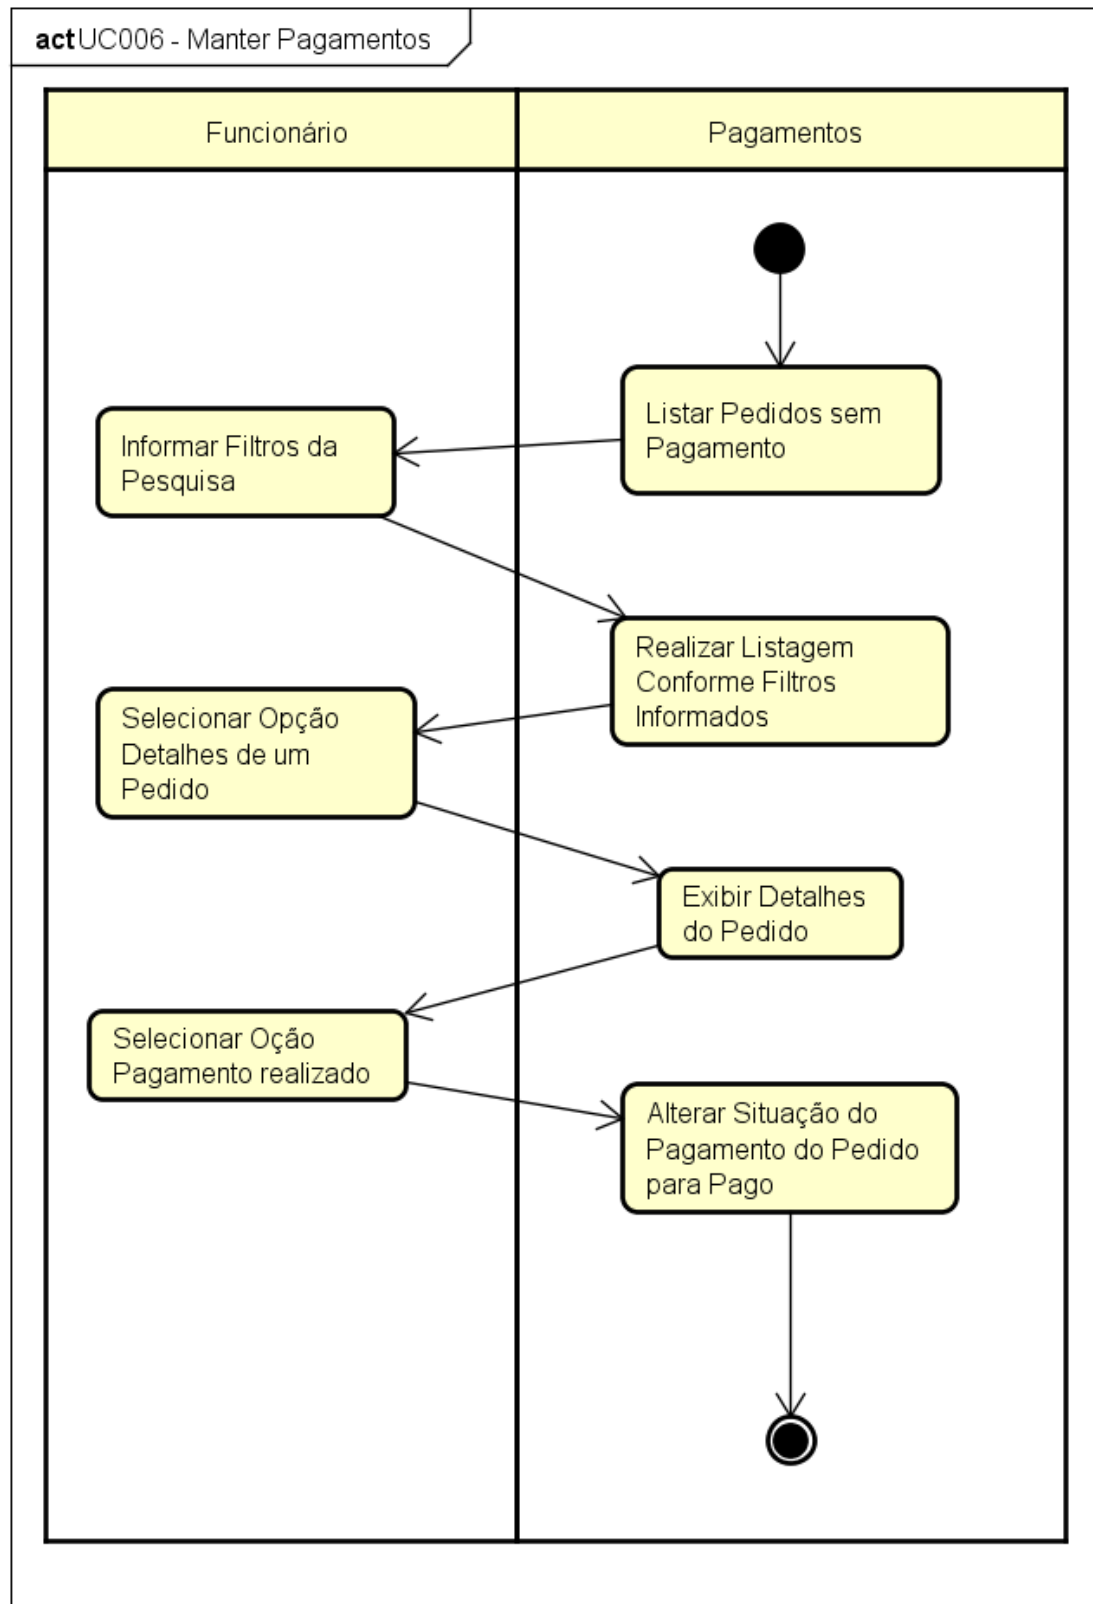 act UC006 - Manter Pagamentos
Funcionário
Pagamentos
Listar Pedidos sem
Pagamento
Informar Filtros da
Pesquisa
Realizar Listagem
Conforme Filtros
Informados
Selecionar Opção
Detalhes de um
Pedido
Exibir Detalhes
do Pedido
Selecionar Oção
Pagamento realizado
Alterar Situação do
Pagamento do Pedido
para Pago